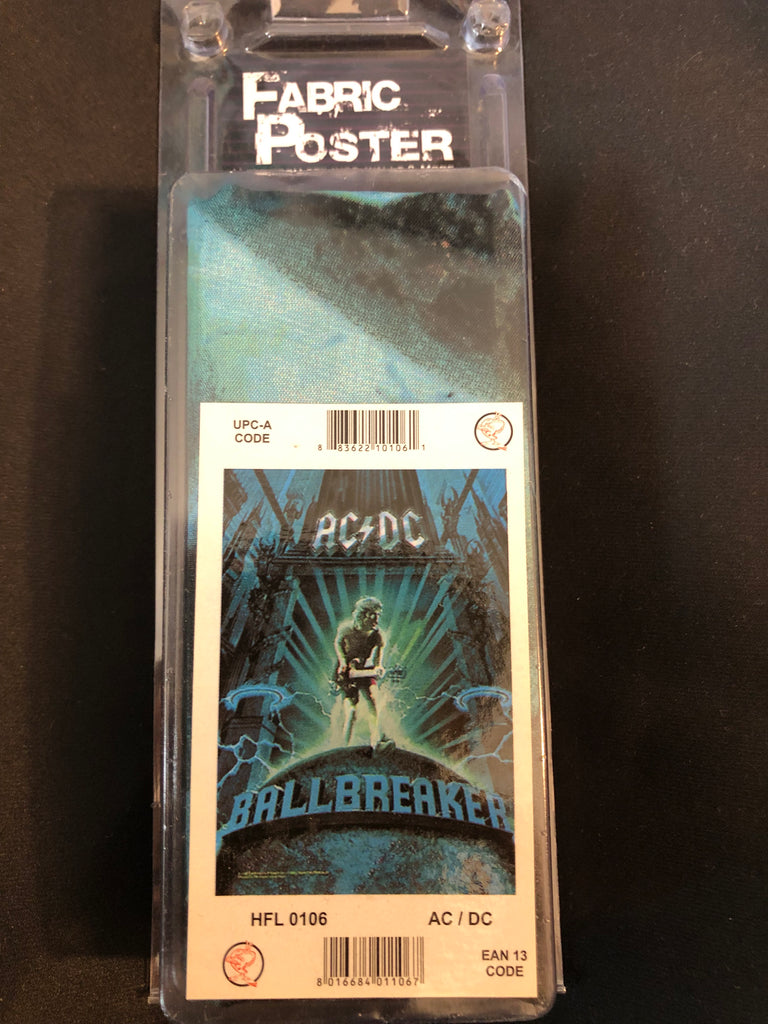 FABRIC
POSTER
UPC-A
CODE
8 83622 10106 1
AC DC
BALLBREAKER
HFL 0106
AC / DC
8 016684 011067
EAN 13
CODE